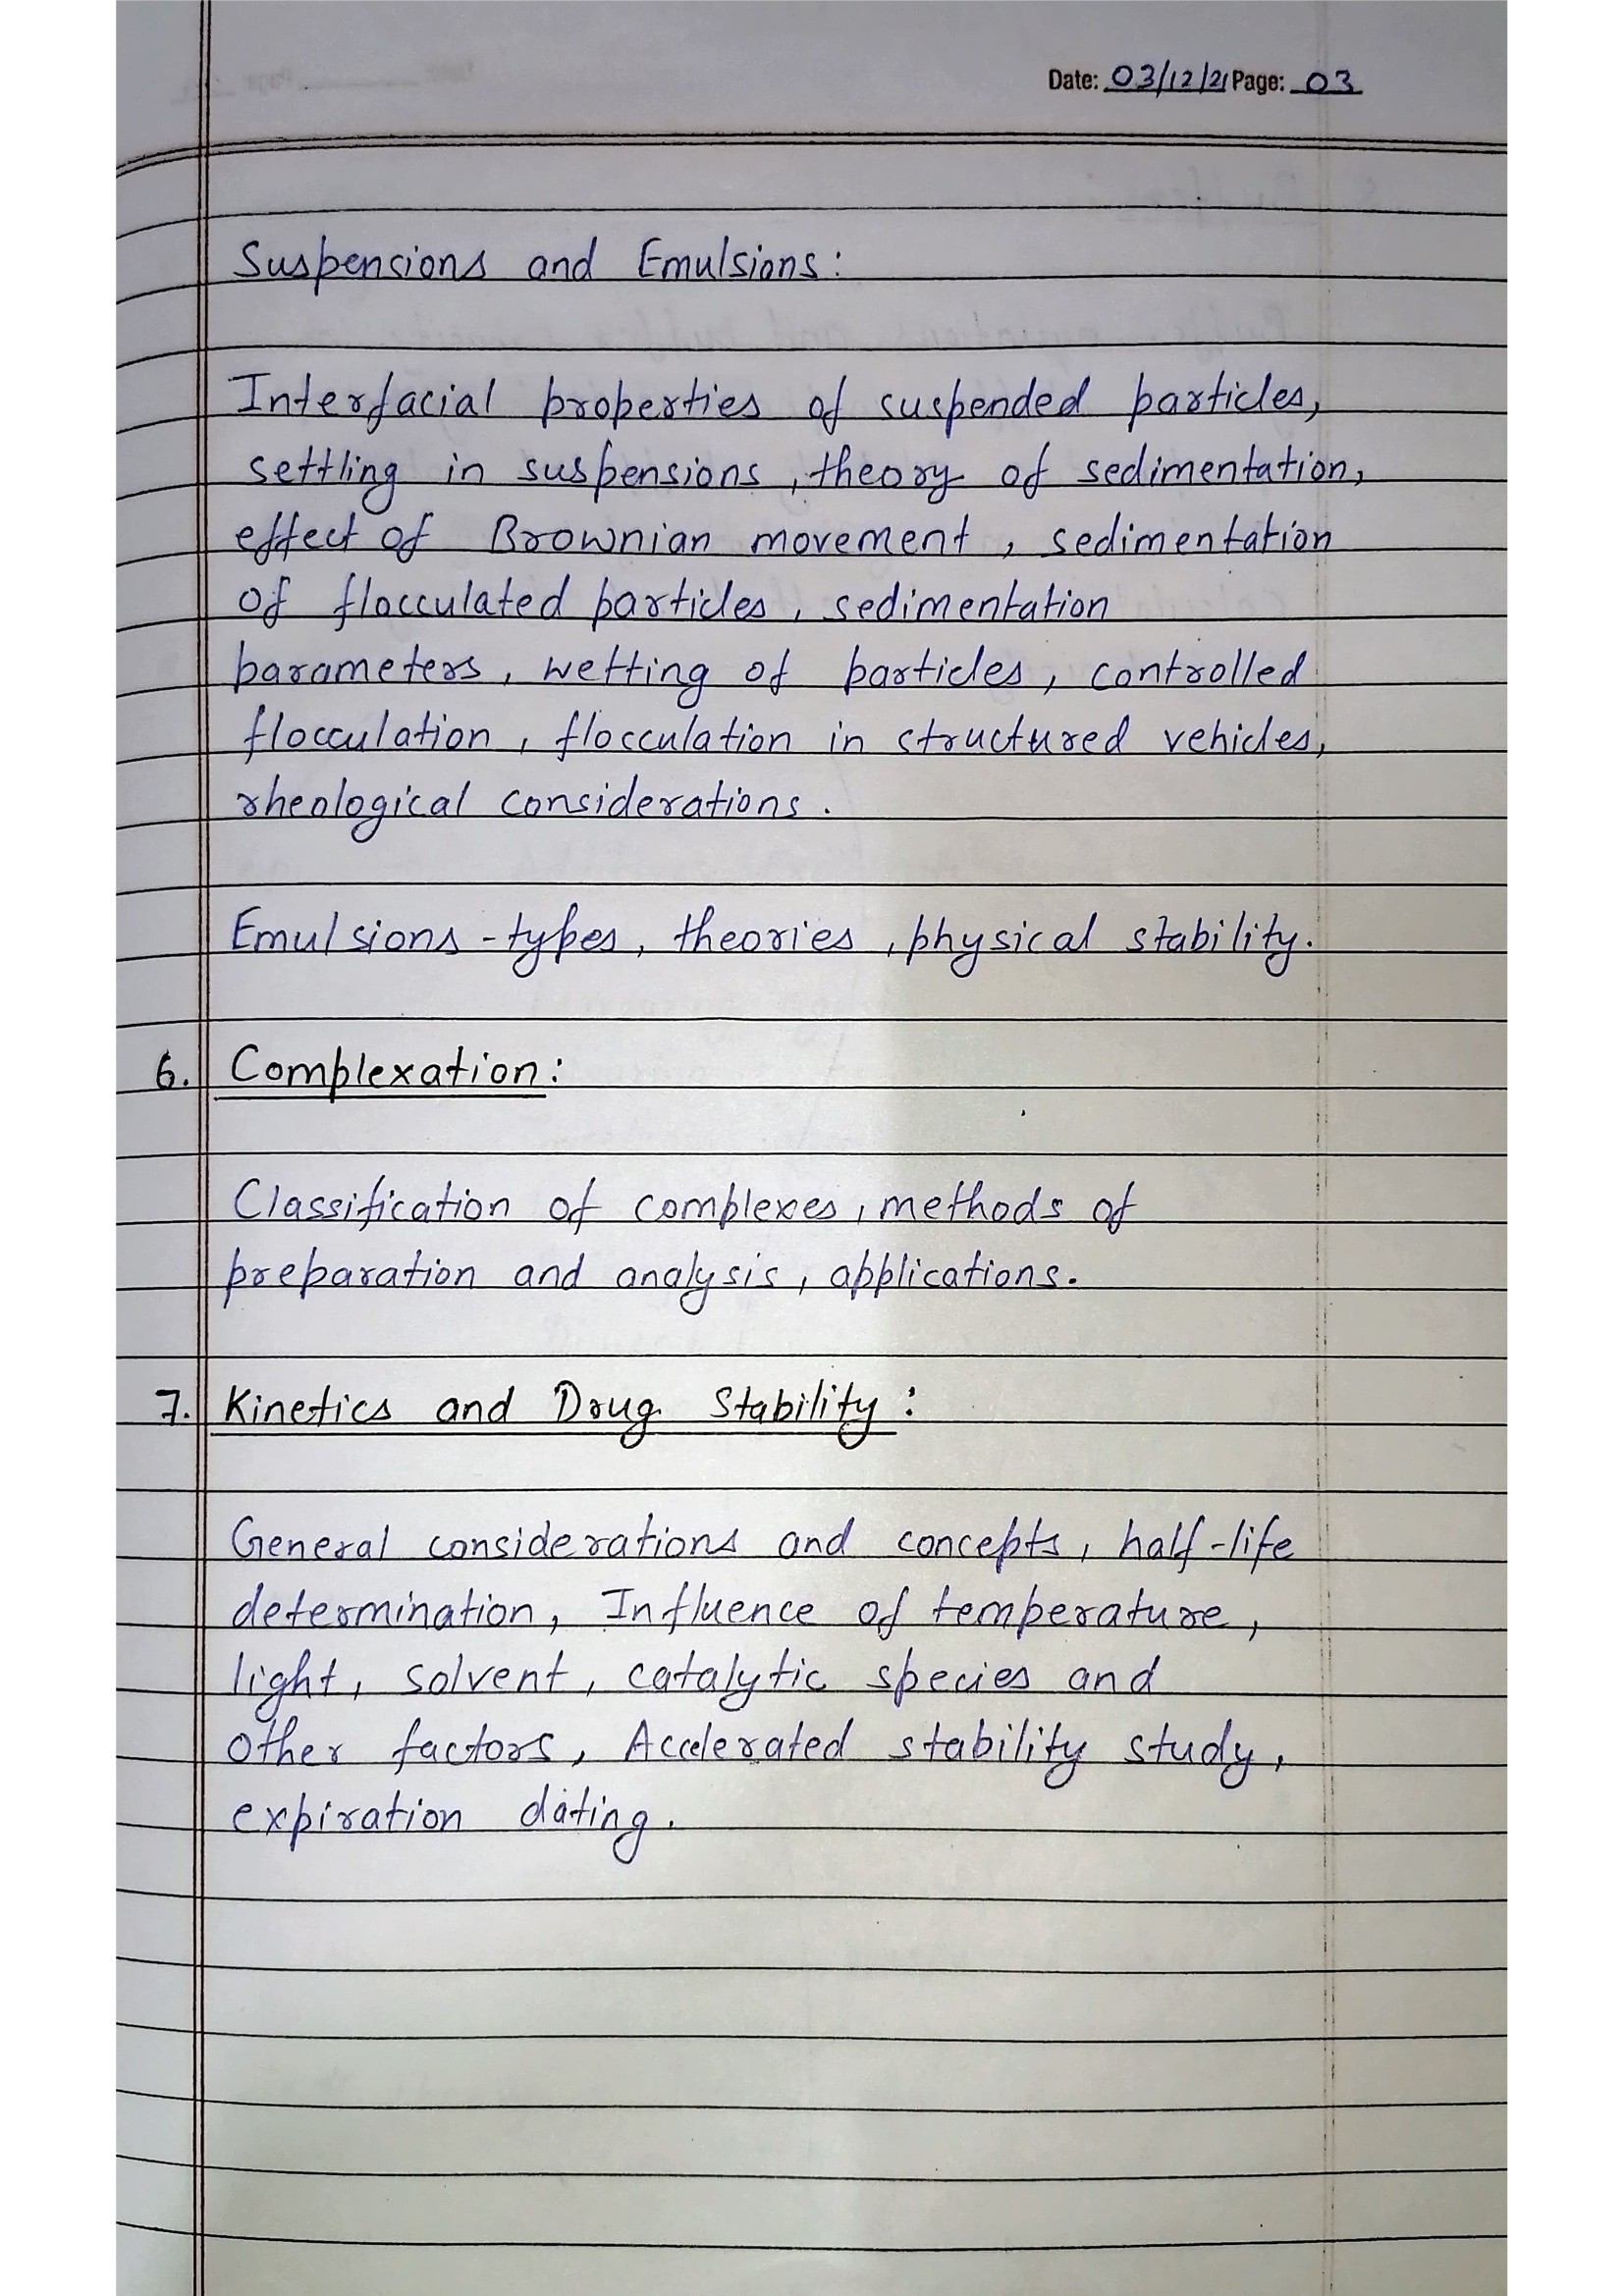 Date: 03/12/21 Page: 03
Suspensions and Emulsions:
Interfacial properties of suspended particles,
settling in suspensions, theory of sedimentation,
effect of Brownian movement, sedimentation
of flocculated particles, sedimentation
parameters, wetting of particles, controlled
flocculation, flocculation in structured vehicles,
rheological considerations.
Emulsions - types, theories, physical stability.
6. Complexation:
Classification of complexes, methods of
preparation and analysis, applications.
7. Kinetics and Drug Stability:
General considerations and concepts, half-life
determination, Influence of temperature,
light, solvent, catalytic species and
other factors, Accelerated stability study,
expiration dating.